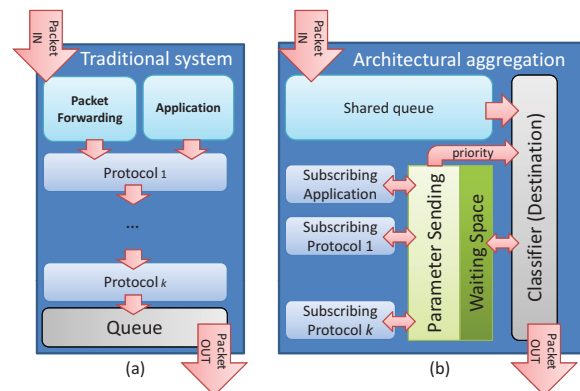 Packet
IN
Traditional system
Packet
Forwarding
Application
Protocol 1
...
Protocol k
Queue
Packet
OUT
(a)
Packet
IN
Architectural aggregation
Shared queue
priority
Subscribing
Application
Subscribing
Protocol 1
Subscribing
Protocol k
Parameter Sending
Waiting Space
Classifier (Destination)
Packet
OUT
(b)